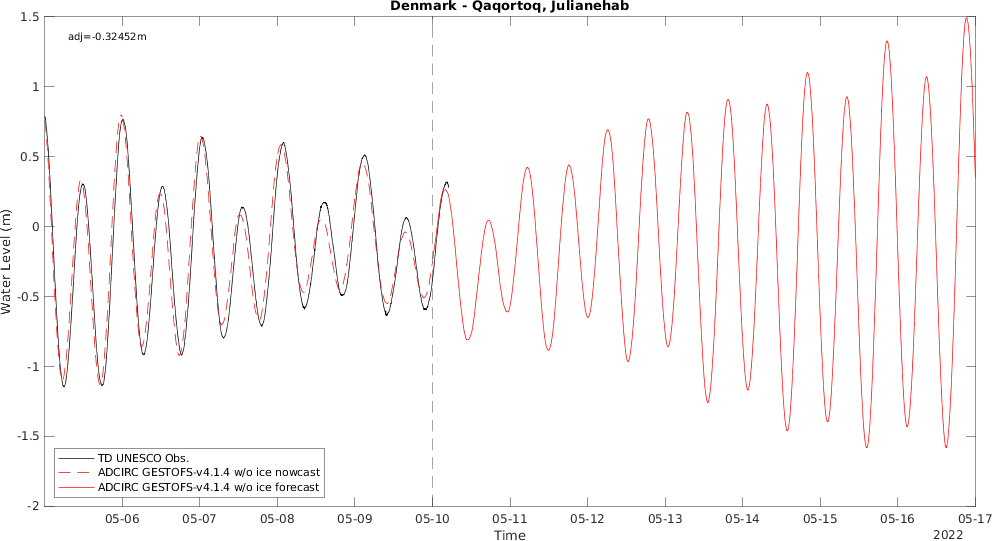 Denmark - Qaqortoq, Julianehab
adj=-0.32452m
1.5
1
0.5
0
-0.5
-1
-1.5
-2
Water Level (m)
TD UNESCO Obs.
ADCIRC GESTOFS-v4.1.4 w/o ice nowcast
ADCIRC GESTOFS-v4.1.4 w/o ice forecast
05-06 05-07 05-08 05-09 05-10 05-11 05-12 05-13 05-14 05-15 05-16 05-17
Time
2022